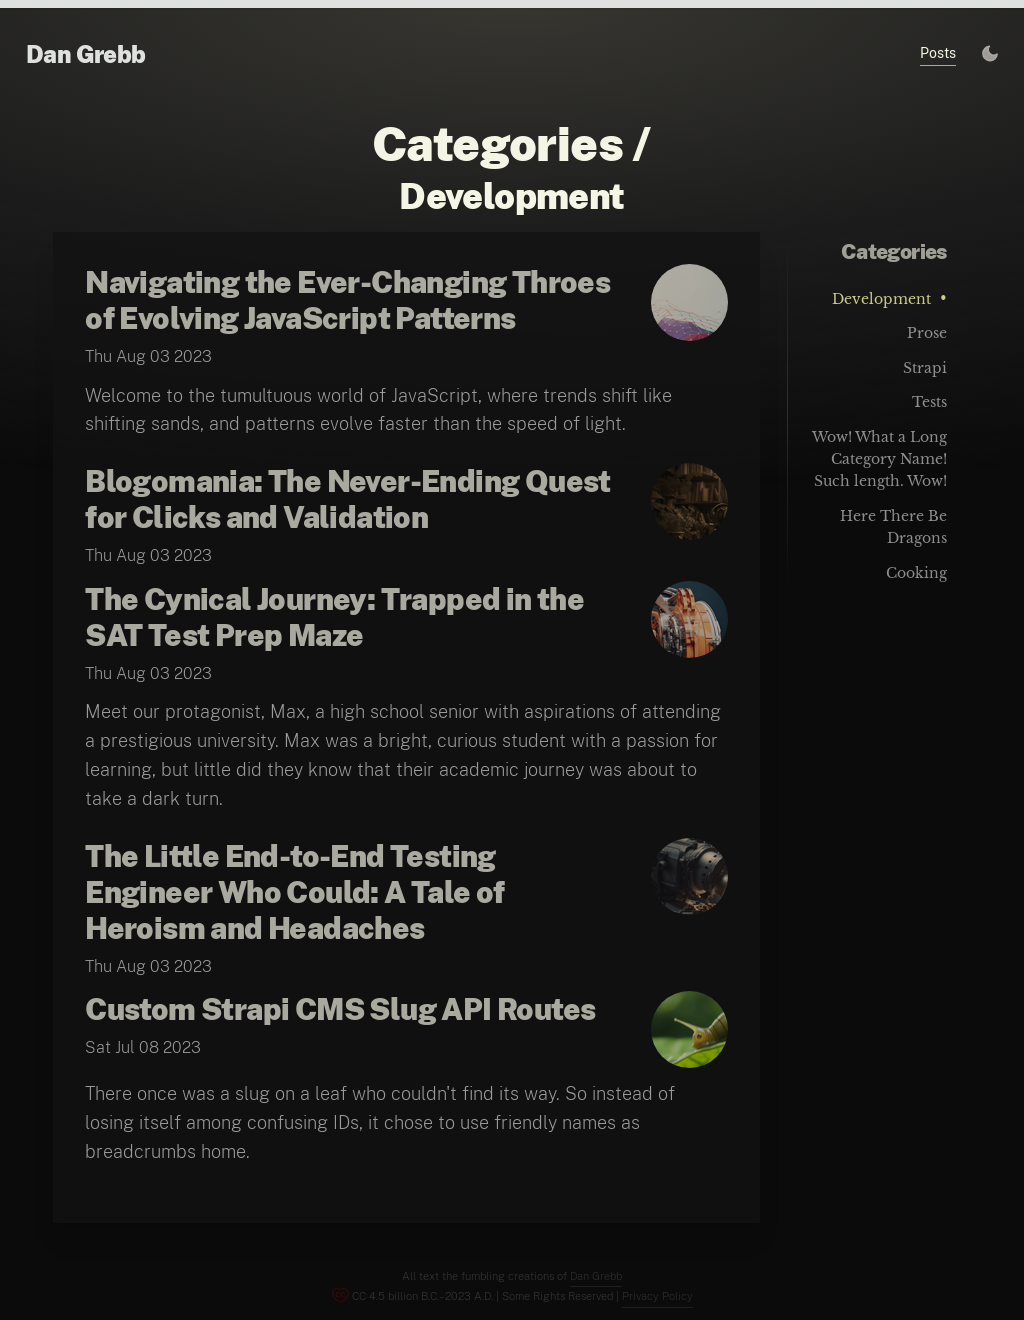 Dan Grebb
Posts
Categories /
Development
Navigating the Ever-Changing Throes
of Evolving JavaScript Patterns
Thu Aug 03 2023
Welcome to the tumultuous world of JavaScript, where trends shift like
shifting sands, and patterns evolve faster than the speed of light.
Blogomania: The Never-Ending Quest
for Clicks and Validation
Thu Aug 03 2023
The Cynical Journey: Trapped in the
SAT Test Prep Maze
Thu Aug 03 2023
Meet our protagonist, Max, a high school senior with aspirations of attending
a prestigious university. Max was a bright, curious student with a passion for
learning, but little did they know that their academic journey was about to
take a dark turn.
The Little End-to-End Testing
Engineer Who Could: A Tale of
Heroism and Headaches
Thu Aug 03 2023
Custom Strapi CMS Slug API Routes
Sat Jul 08 2023
There once was a slug on a leaf who couldn't find its way. So instead of
losing itself among confusing IDs, it chose to use friendly names as
breadcrumbs home.
Categories
Development •
Prose
Strapi
Tests
Wow! What a Long
Category Name!
Such length. Wow!
Here There Be
Dragons
Cooking
All text the fumbling creations of Dan Grebb
CC 4.5 billion B.C.–2023 A.D. | Some Rights Reserved | Privacy Policy